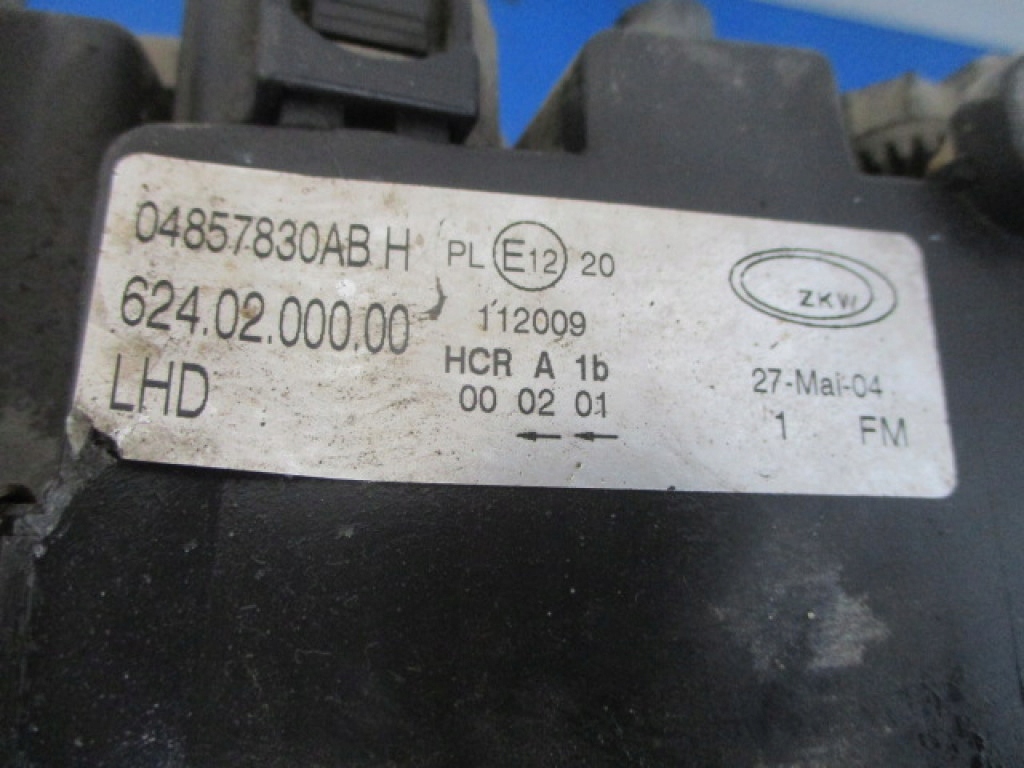 04857830AB H
624.02.000.00
LHD
PL E12 20
112009
HCR A 1b
00 02 01
←←
ZKW
27-Mai-04
1 FM